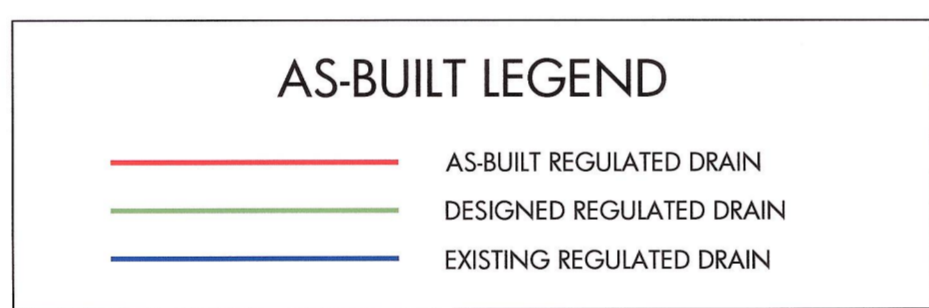 AS-BUILT LEGEND
AS-BUILT REGULATED DRAIN
DESIGNED REGULATED DRAIN
EXISTING REGULATED DRAIN